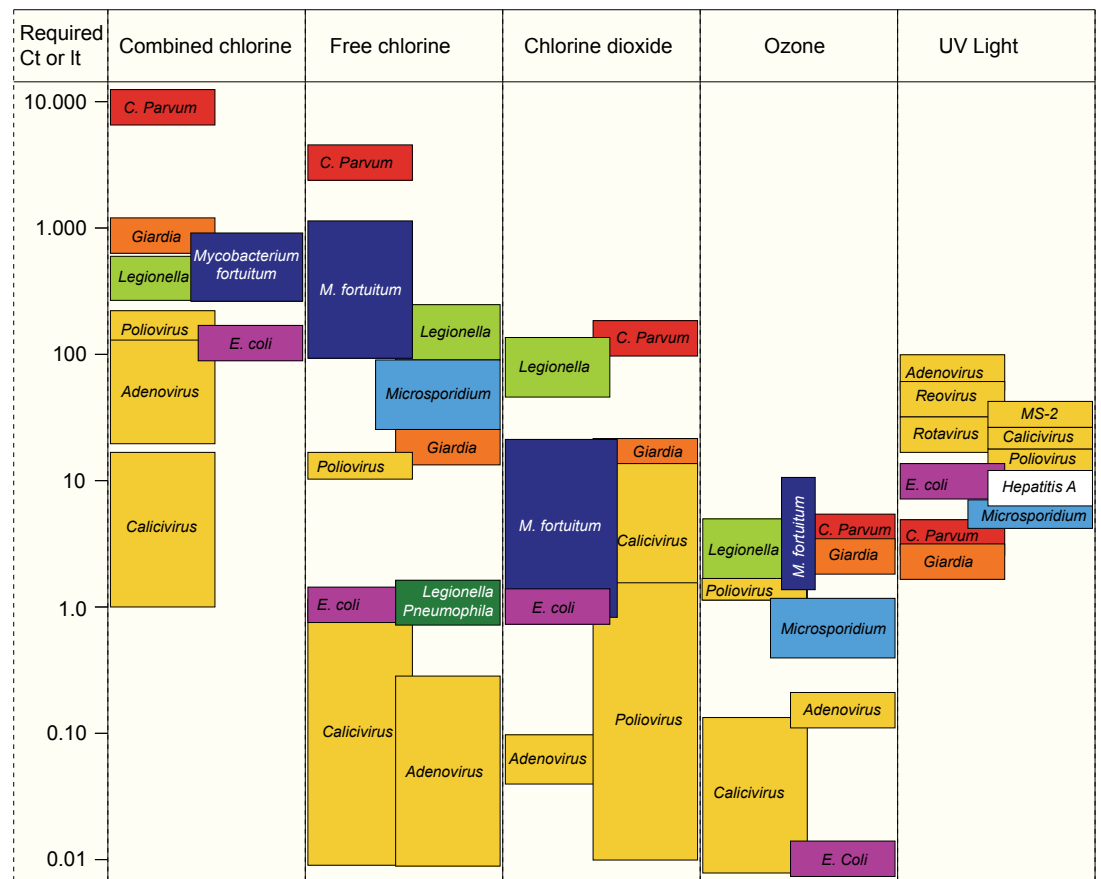 Required
Ct or It
Combined chlorine
Free chlorine
Chlorine dioxide
Ozone
UV Light
10.000
1.000
100
10
1.0
0.10
0.01
C. Parvum
Giardia
Mycobacterium
fortuitum
Legionella
Poliovirus
E. coli
Adenovirus
Calicivirus
C. Parvum
M. fortuitum
Legionella
Microsporidium
Giardia
Poliovirus
E. coli
Legionella
Pneumophila
Calicivirus
Adenovirus
C. Parvum
Legionella
Giardia
M. fortuitum
Calicivirus
E. coli
Poliovirus
Adenovirus
M. fortuitum
C. Parvum
Legionella
Giardia
Poliovirus
Microsporidium
Adenovirus
Calicivirus
E. Coli
Adenovirus
Reovirus
MS-2
Rotavirus
Calicivirus
Poliovirus
E. coli
Hepatitis A
Microsporidium
C. Parvum
Giardia